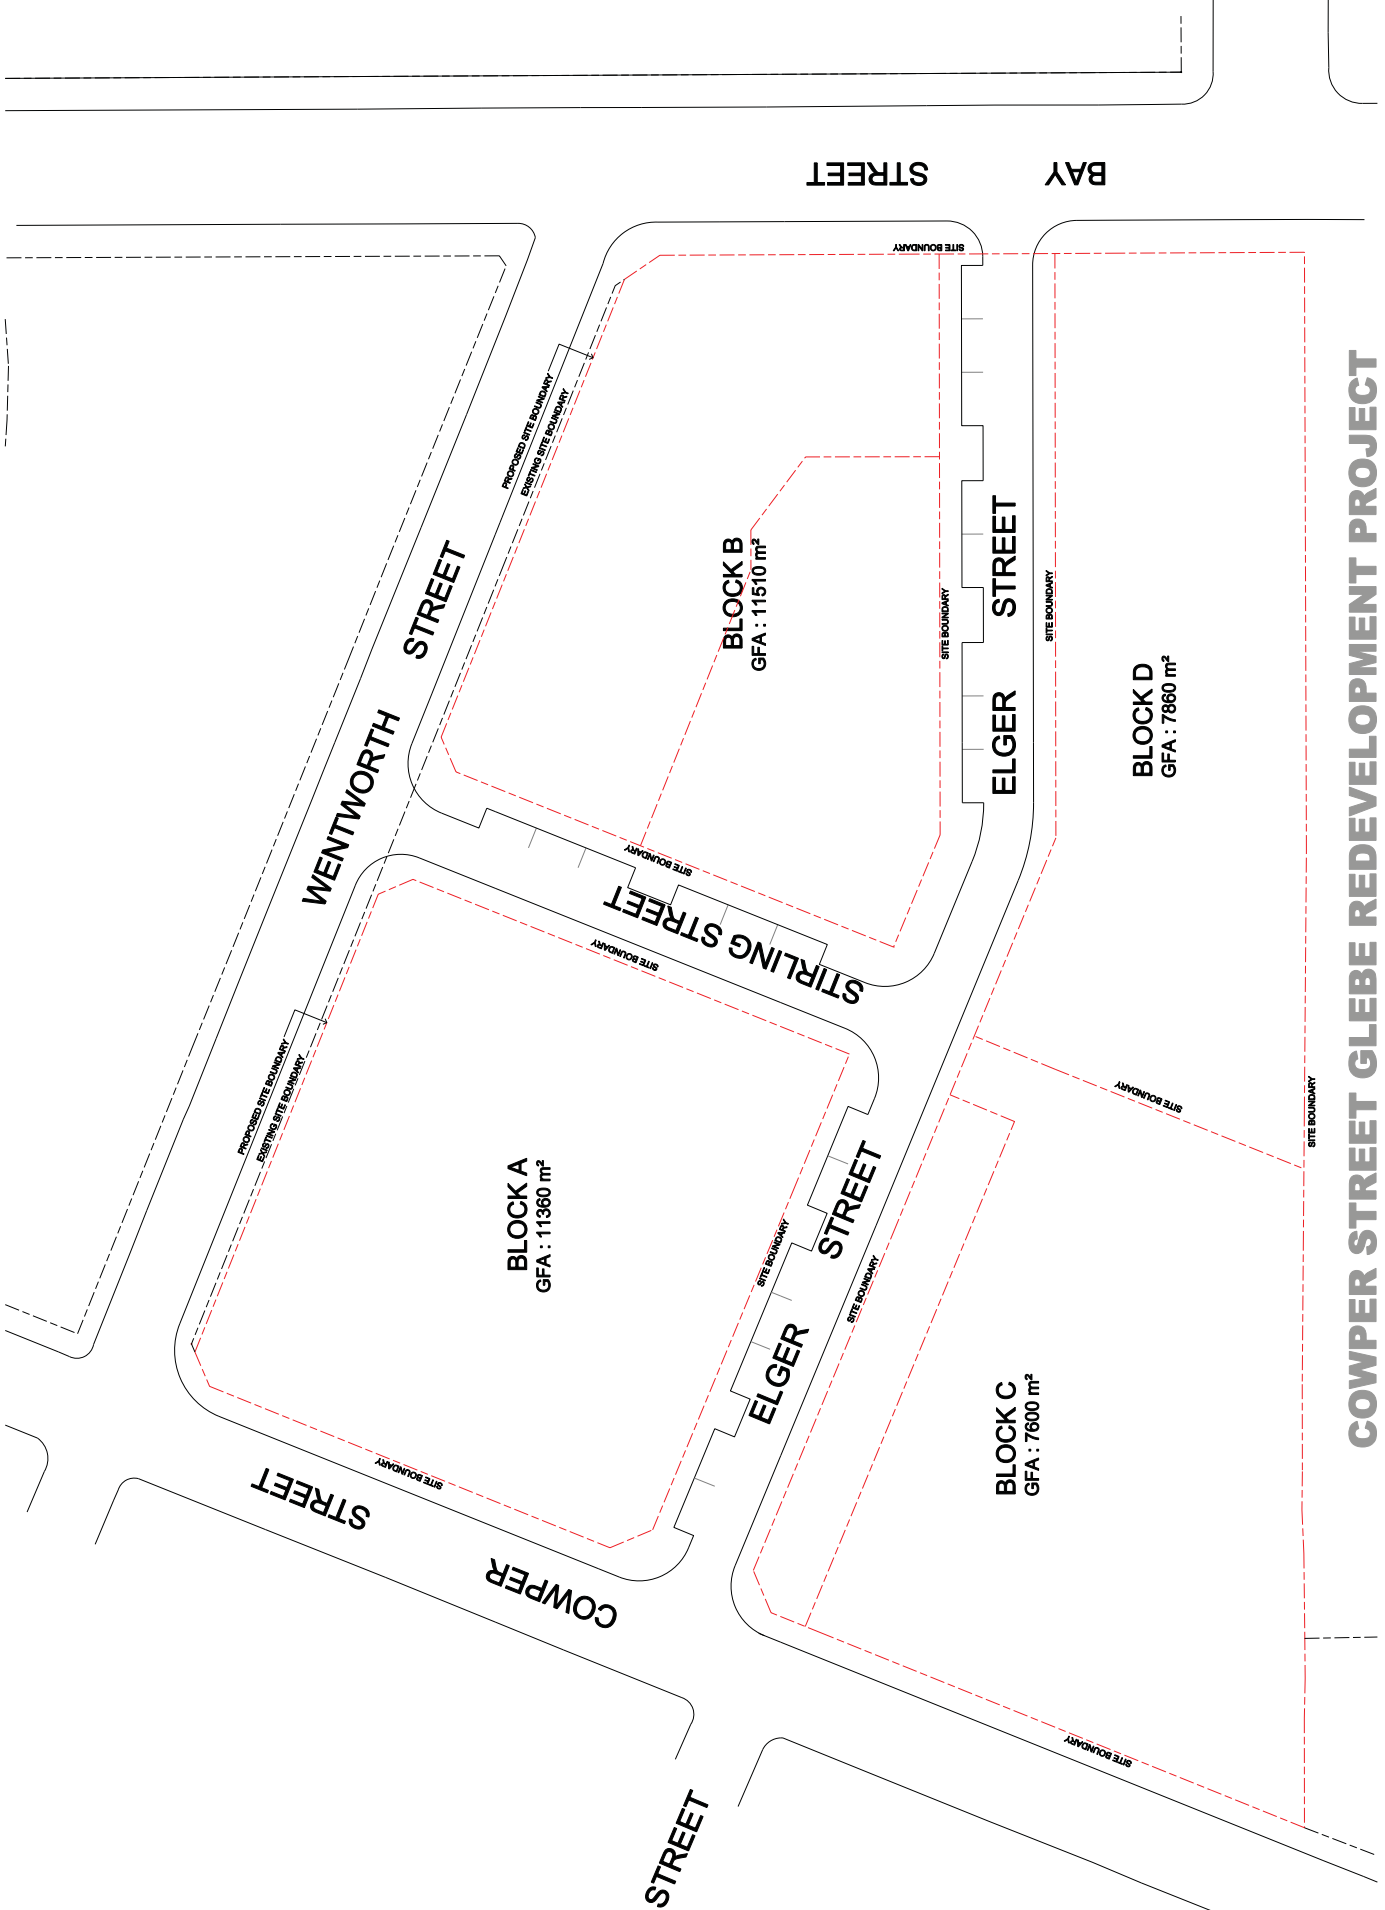 BAY STREET
SITE BOUNDARY
PROPOSED SITE BOUNDARY
EXISTING SITE BOUNDARY
WENTWORTH STREET
BLOCK B
GFA : 11510 m²
SITE BOUNDARY
ELGER STREET
SITE BOUNDARY
BLOCK D
GFA : 7860 m²
SITE BOUNDARY
STIRLING STREET
SITE BOUNDARY
PROPOSED SITE BOUNDARY
EXISTING SITE BOUNDARY
BLOCK A
GFA : 11360 m²
SITE BOUNDARY
ELGER STREET
SITE BOUNDARY
SITE BOUNDARY
SITE BOUNDARY
BLOCK C
GFA : 7600 m²
SITE BOUNDARY
COWPER STREET
SITE BOUNDARY
STREET
COWPER STREET GLEBE REDEVELOPMENT PROJECT